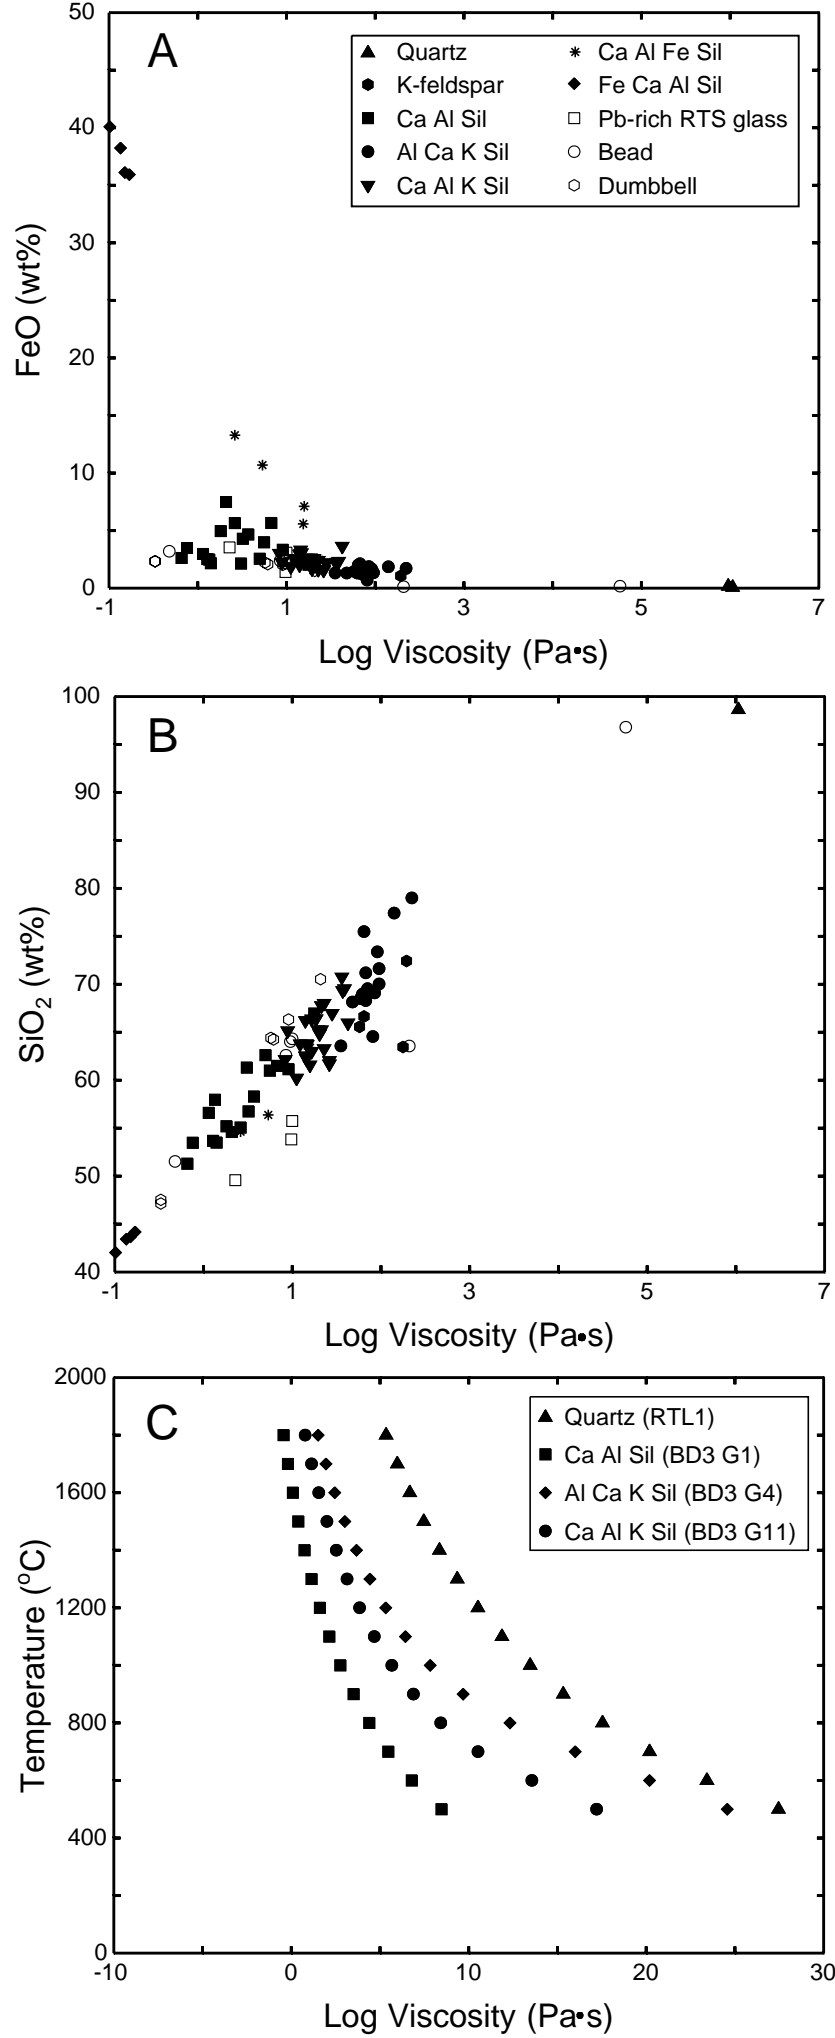 50
A
Quartz
Ca Al Fe Sil
K-feldspar
Fe Ca Al Sil
Ca Al Sil
Pb-rich RTS glass
Al Ca K Sil
Bead
Ca Al K Sil
Dumbbell
40
30
20
10
0
FeO (wt%)
-1 1 3 5 7
Log Viscosity (Pa•s)
100
B
90
80
70
60
50
40
SiO₂ (wt%)
-1 1 3 5 7
Log Viscosity (Pa•s)
2000
C
Quartz (RTL1)
Ca Al Sil (BD3 G1)
Al Ca K Sil (BD3 G4)
Ca Al K Sil (BD3 G11)
1600
1200
800
400
0
Temperature (°C)
-10 0 10 20 30
Log Viscosity (Pa•s)